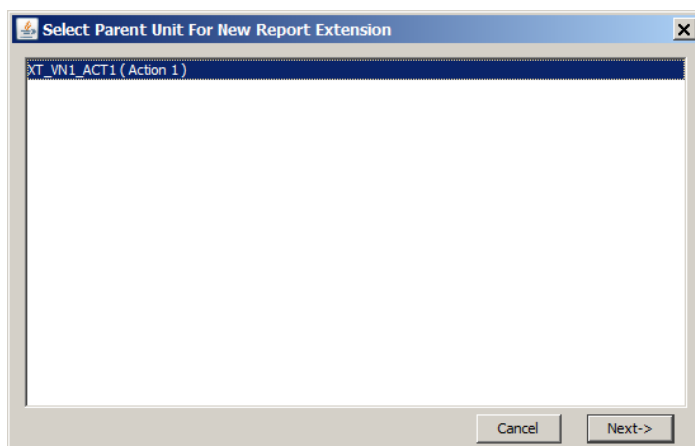 Select Parent Unit For New Report Extension
XT_VN1_ACT1 ( Action 1 )
Cancel
Next->